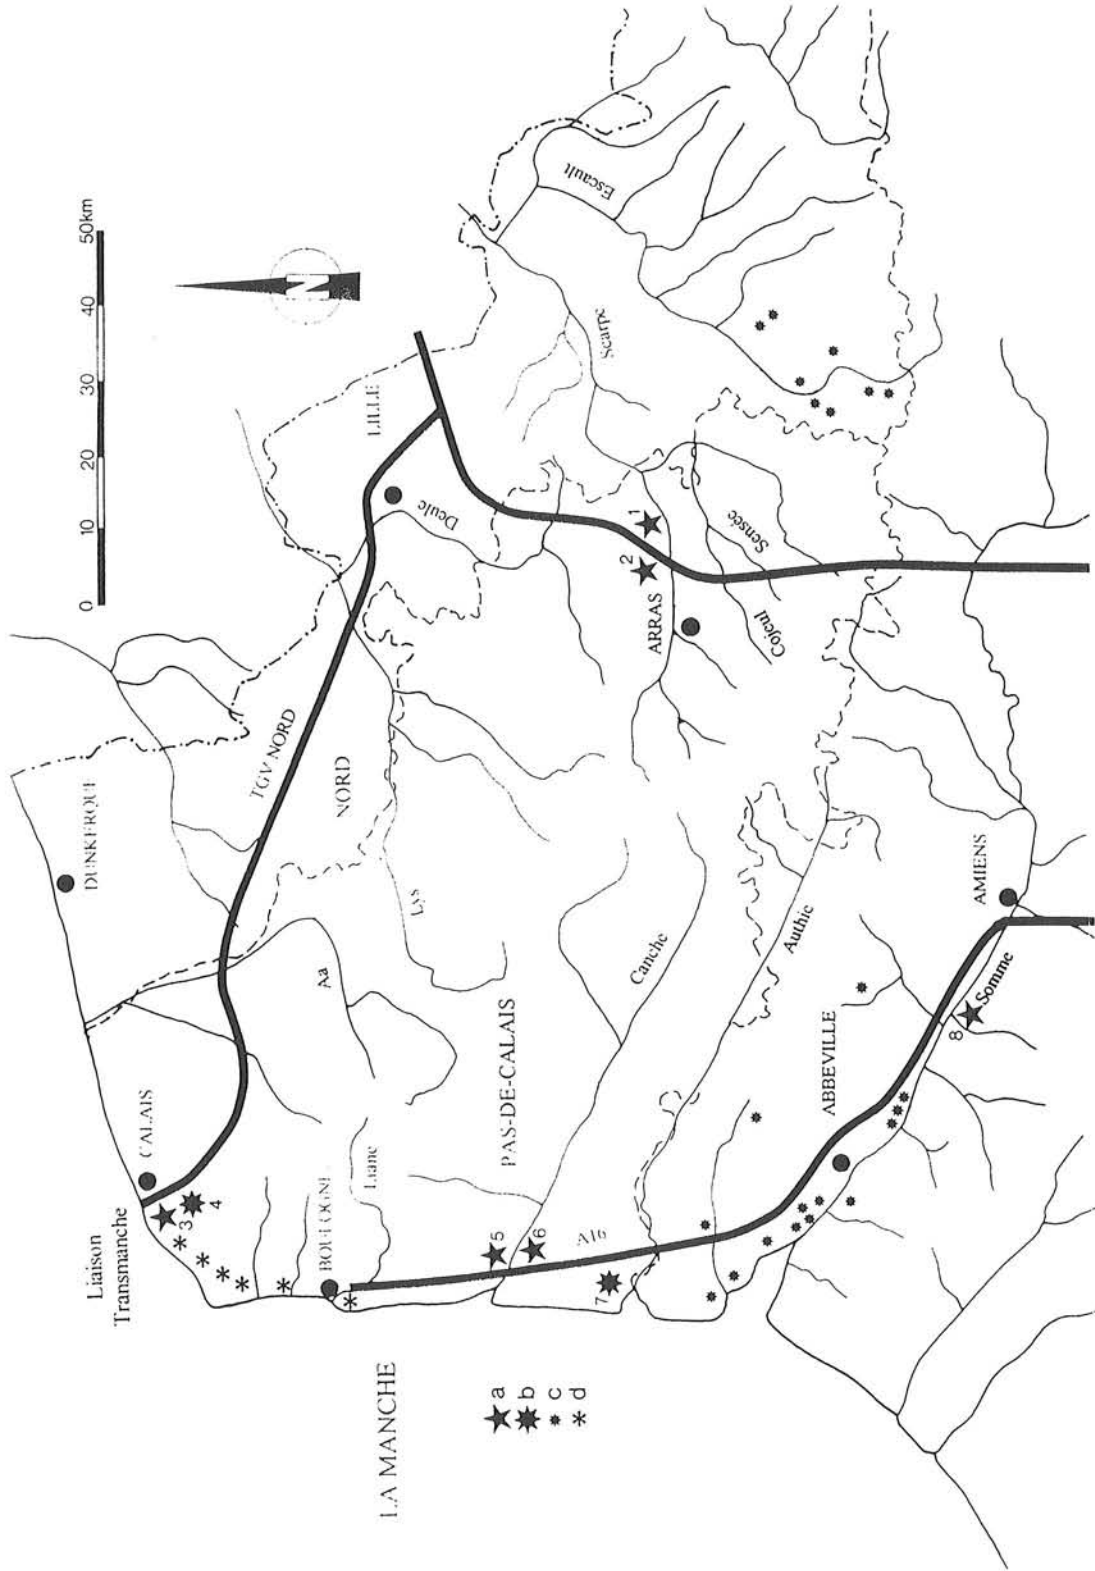 0 10 20 30 40 50km
N
Liaison
Transmanche
CALAIS
DUNKERQUE
3
4
BOULOGNE
Liane
Aa
TGV NORD
NORD
Lys
LILLE
Deule
LA MANCHE
a
b
c
d
5
6
A16
7
PAS-DE-CALAIS
Canche
Authie
ARRAS
1
2
Scarpe
Escault
Sensée
Cojeul
ABBEVILLE
AMIENS
8
Somme